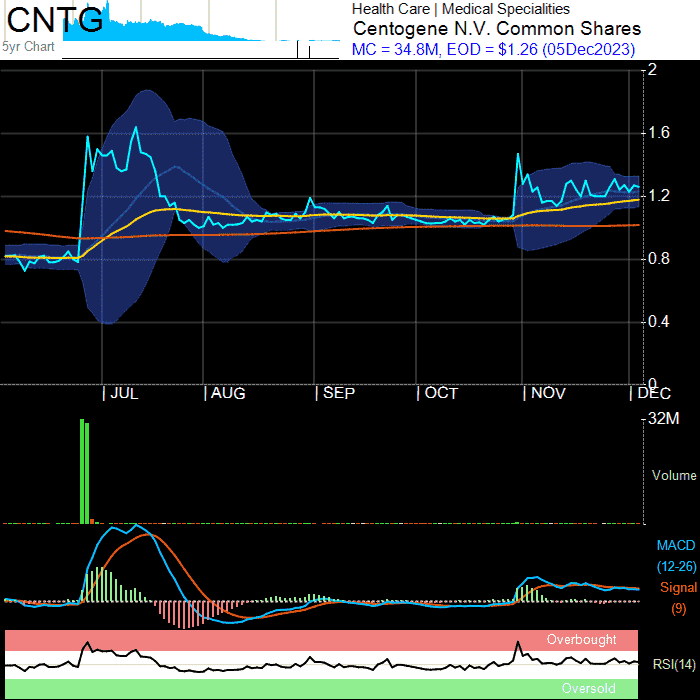 CNTG
5yr Chart
Health Care | Medical Specialities
Centogene N.V. Common Shares
MC = 34.8M, EOD = $1.26 (05Dec2023)
2
1.6
1.2
0.8
0.4
0
| JUL | AUG | SEP | OCT | NOV | DEC
32M
Volume
MACD
(12-26)
Signal
(9)
Overbought
RSI(14)
Oversold